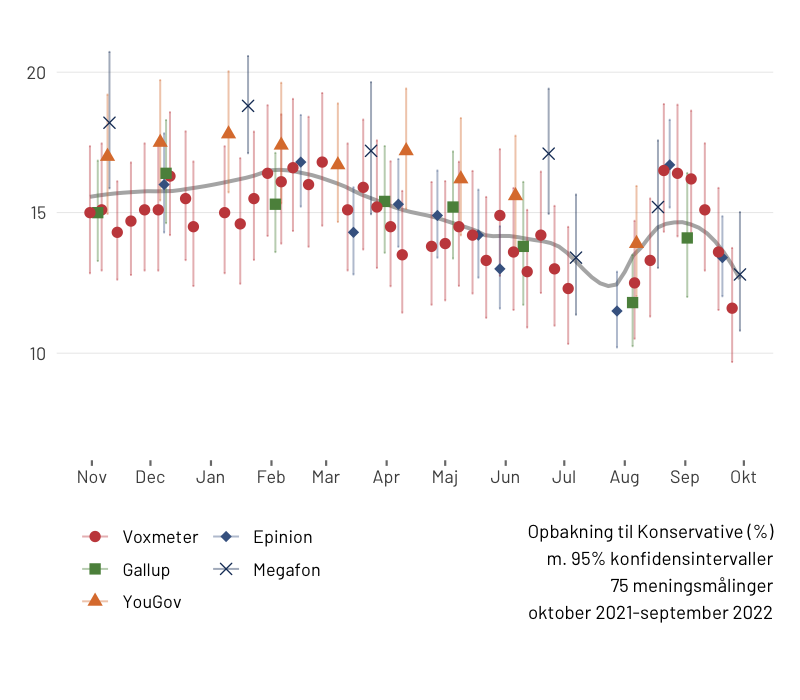 20
15
10
Nov Dec Jan Feb Mar Apr Maj Jun Jul Aug Sep Okt
Voxmeter Epinion
Gallup Megafon
YouGov
Opbakning til Konservative (%)
m. 95% konfidensintervaller
75 meningsmålinger
oktober 2021-september 2022